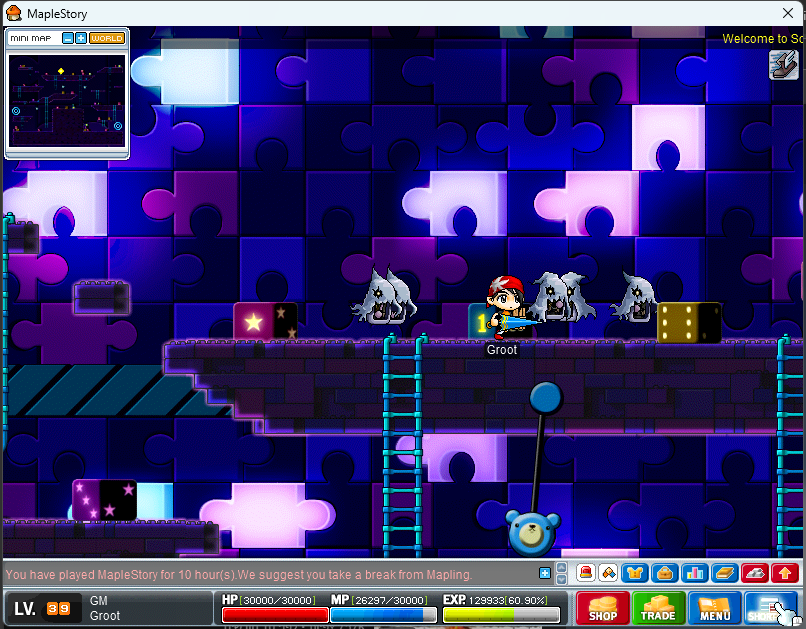 MapleStory
MINI MAP
WORLD
Welcome to Sc
1
Groot
You have played MapleStory for 10 hour(s).We suggest you take a break from Mapling.
LV. 39
GM
Groot
HP [30000/30000]
MP [26297/30000]
EXP 129933[60.90%]
SHOP
TRADE
MENU